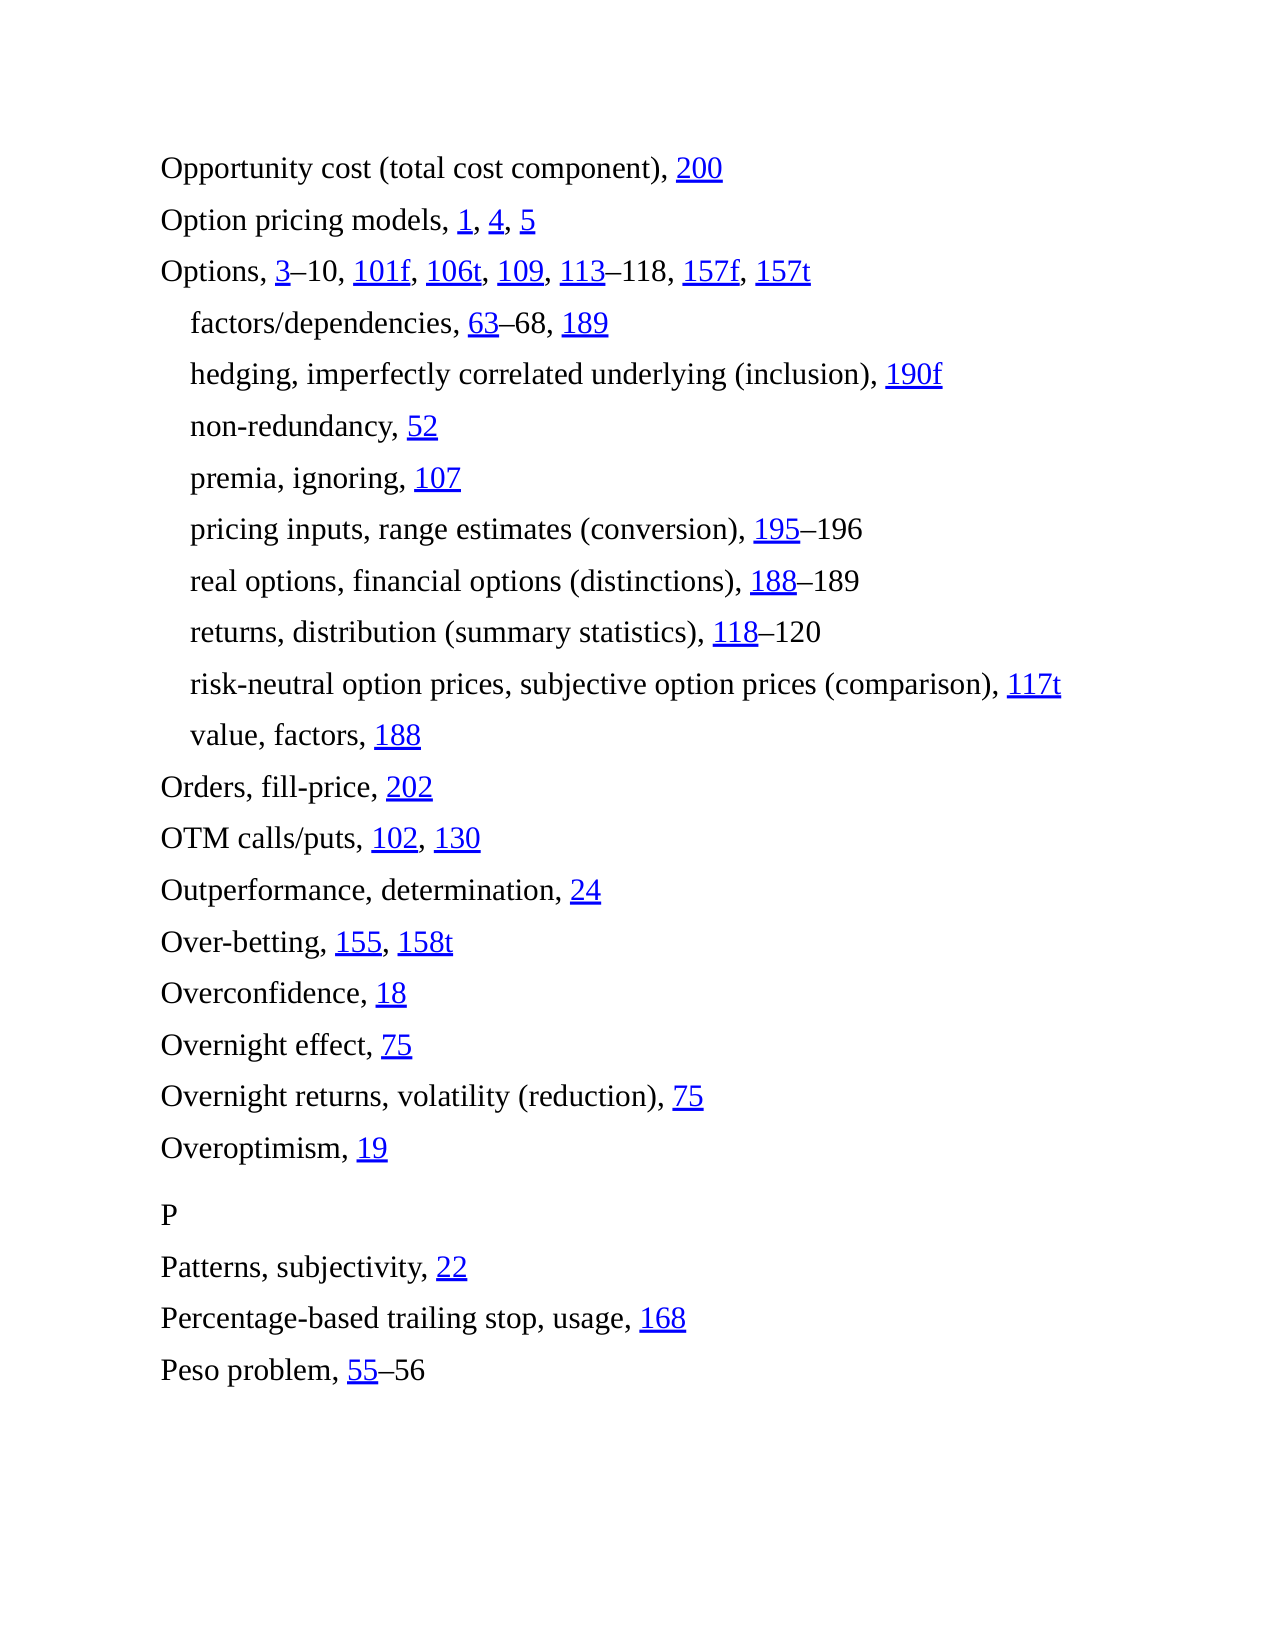 Opportunity cost (total cost component), 200
Option pricing models, 1, 4, 5
Options, 3–10, 101f, 106t, 109, 113–118, 157f, 157t
factors/dependencies, 63–68, 189
hedging, imperfectly correlated underlying (inclusion), 190f
non-redundancy, 52
premia, ignoring, 107
pricing inputs, range estimates (conversion), 195–196
real options, financial options (distinctions), 188–189
returns, distribution (summary statistics), 118–120
risk-neutral option prices, subjective option prices (comparison), 117t
value, factors, 188
Orders, fill-price, 202
OTM calls/puts, 102, 130
Outperformance, determination, 24
Over-betting, 155, 158t
Overconfidence, 18
Overnight effect, 75
Overnight returns, volatility (reduction), 75
Overoptimism, 19
P
Patterns, subjectivity, 22
Percentage-based trailing stop, usage, 168
Peso problem, 55–56